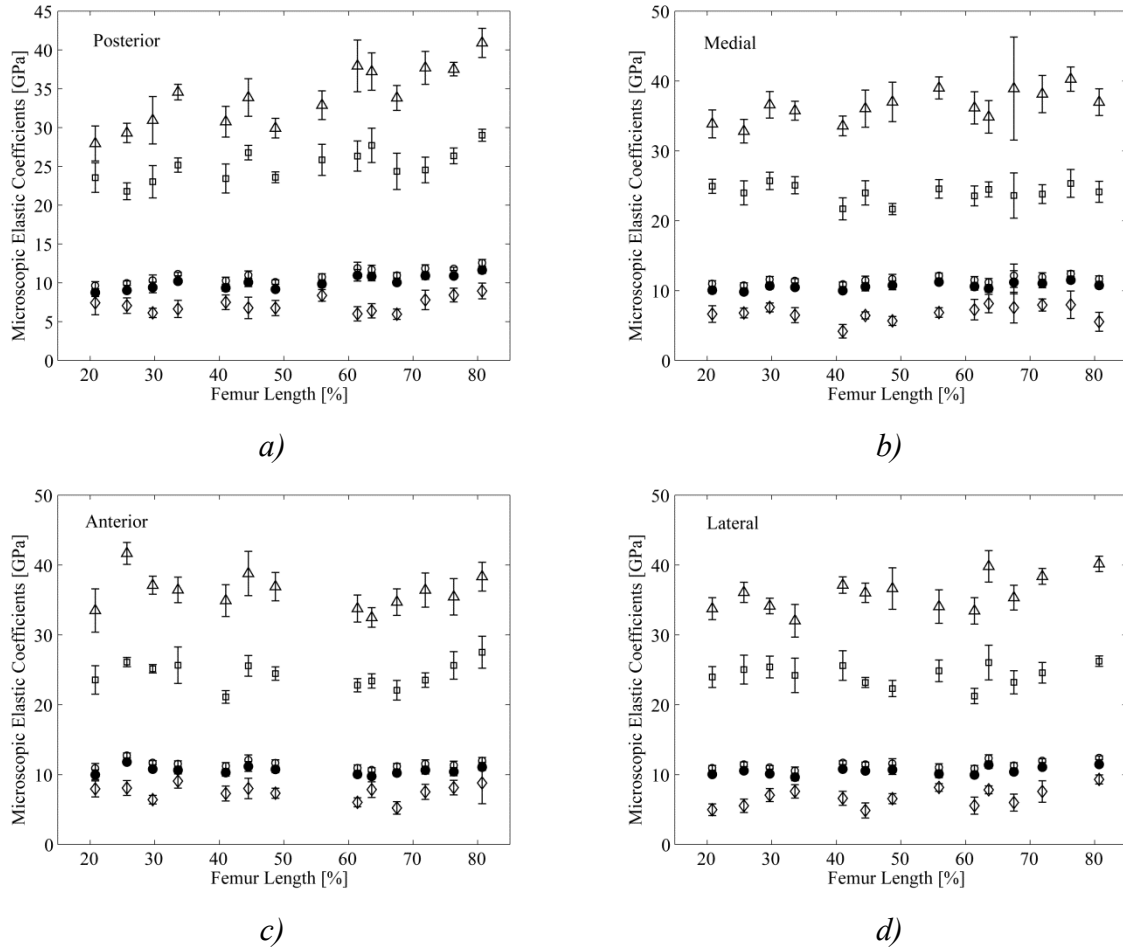 Posterior
45
40
35
30
25
20
15
10
5
0
Microscopic Elastic Coefficients [GPa]
20 30 40 50 60 70 80
Femur Length [%]
a)
Medial
50
40
30
20
10
0
Microscopic Elastic Coefficients [GPa]
20 30 40 50 60 70 80
Femur Length [%]
b)
Anterior
50
40
30
20
10
0
Microscopic Elastic Coefficients [GPa]
20 30 40 50 60 70 80
Femur Length [%]
c)
Lateral
50
40
30
20
10
0
Microscopic Elastic Coefficients [GPa]
20 30 40 50 60 70 80
Femur Length [%]
d)